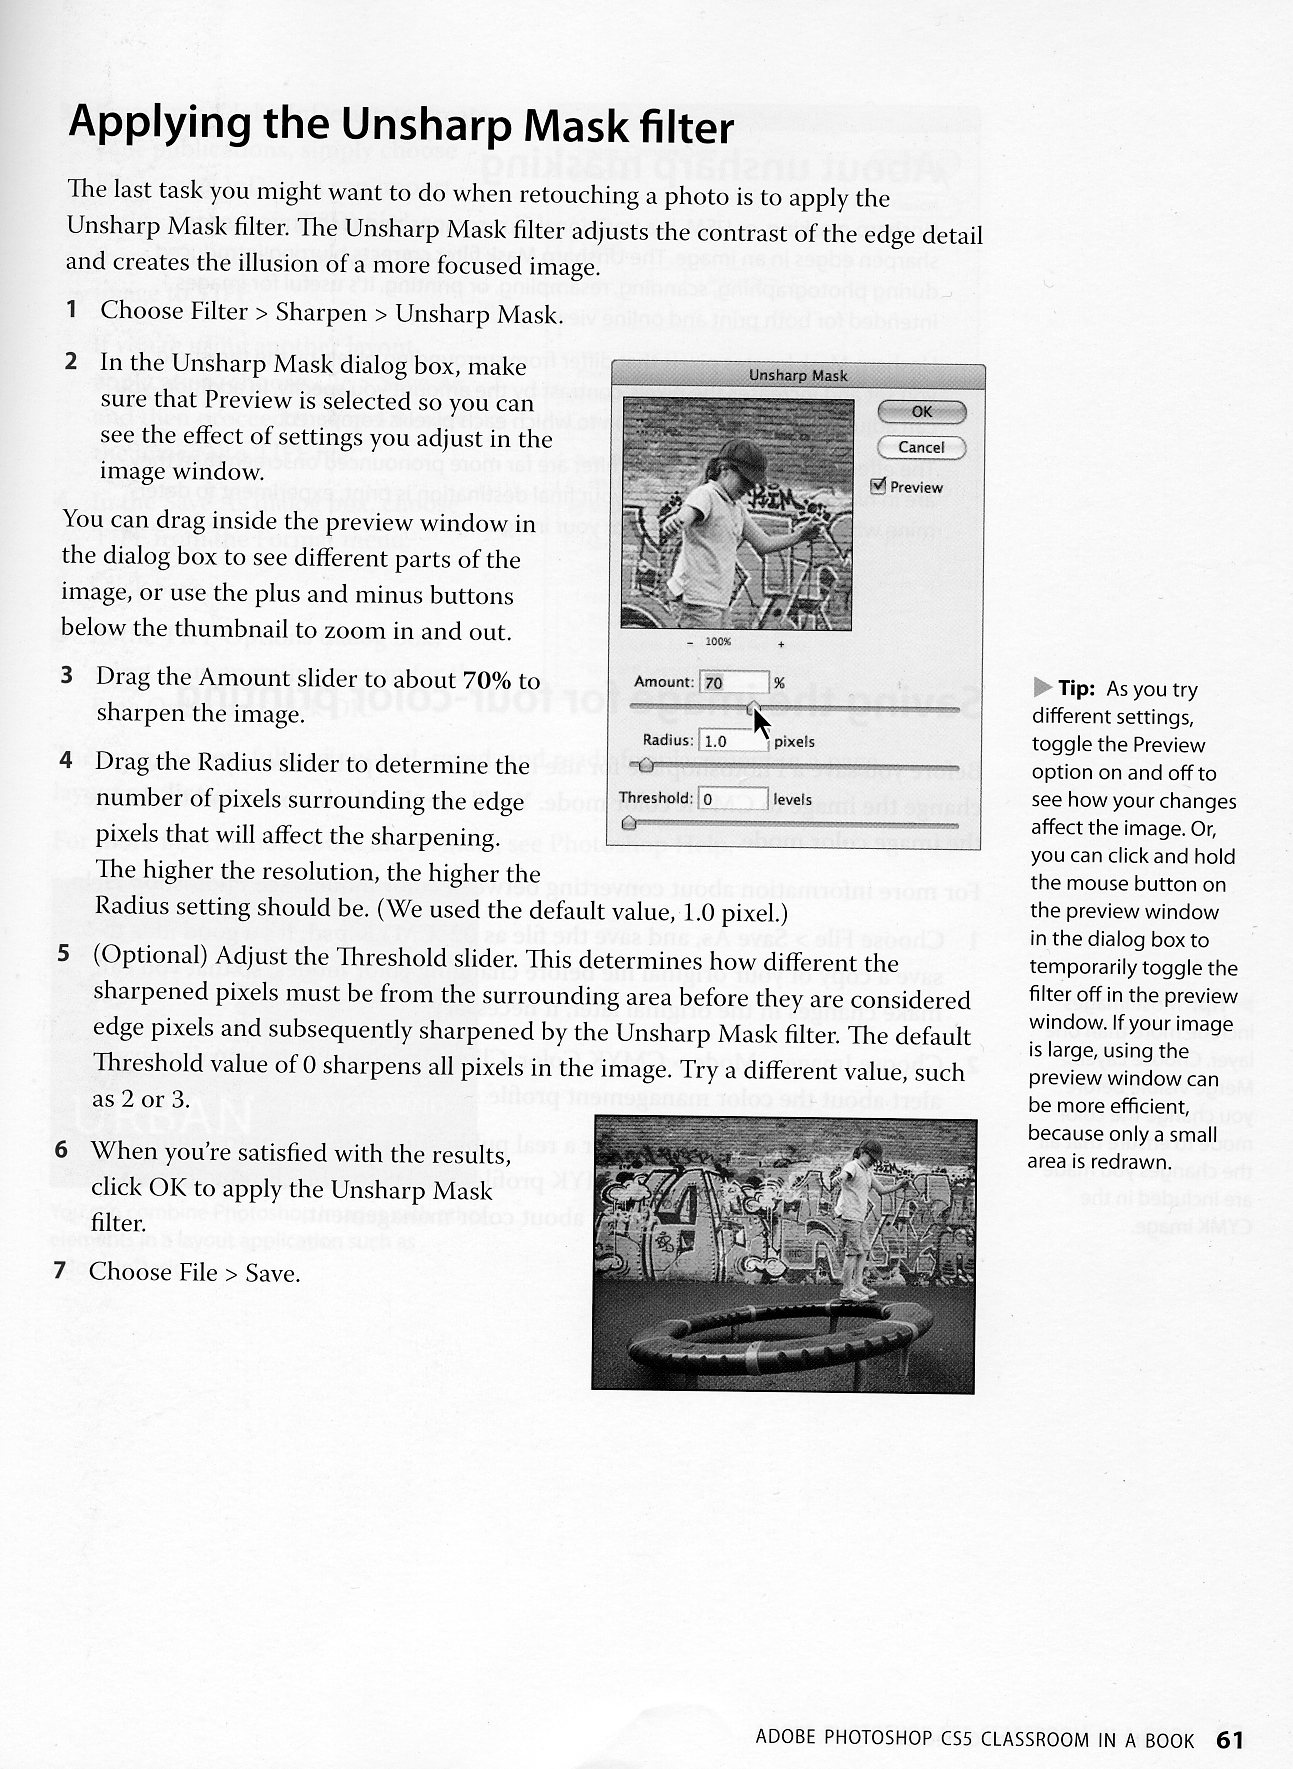 Applying the Unsharp Mask filter
The last task you might want to do when retouching a photo is to apply the
Unsharp Mask filter. The Unsharp Mask filter adjusts the contrast of the edge detail
and creates the illusion of a more focused image.
1 Choose Filter > Sharpen > Unsharp Mask.
2 In the Unsharp Mask dialog box, make
sure that Preview is selected so you can
see the effect of settings you adjust in the
image window.
You can drag inside the preview window in
the dialog box to see different parts of the
image, or use the plus and minus buttons
below the thumbnail to zoom in and out.
3 Drag the Amount slider to about 70% to
sharpen the image.
4 Drag the Radius slider to determine the
number of pixels surrounding the edge
pixels that will affect the sharpening.
The higher the resolution, the higher the
Radius setting should be. (We used the default value, 1.0 pixel.)
5 (Optional) Adjust the Threshold slider. This determines how different the
sharpened pixels must be from the surrounding area before they are considered
edge pixels and subsequently sharpened by the Unsharp Mask filter. The default
Threshold value of 0 sharpens all pixels in the image. Try a different value, such
as 2 or 3.
6 When you're satisfied with the results,
click OK to apply the Unsharp Mask
filter.
7 Choose File > Save.
Unsharp Mask
OK
Cancel
Preview
- 100% +
Amount: 70 %
Radius: 1.0 pixels
Threshold: 0 levels
Tip: As you try
different settings,
toggle the Preview
option on and off to
see how your changes
affect the image. Or,
you can click and hold
the mouse button on
the preview window
in the dialog box to
temporarily toggle the
filter off in the preview
window. If your image
is large, using the
preview window can
be more efficient,
because only a small
area is redrawn.
ADOBE PHOTOSHOP CS5 CLASSROOM IN A BOOK 61